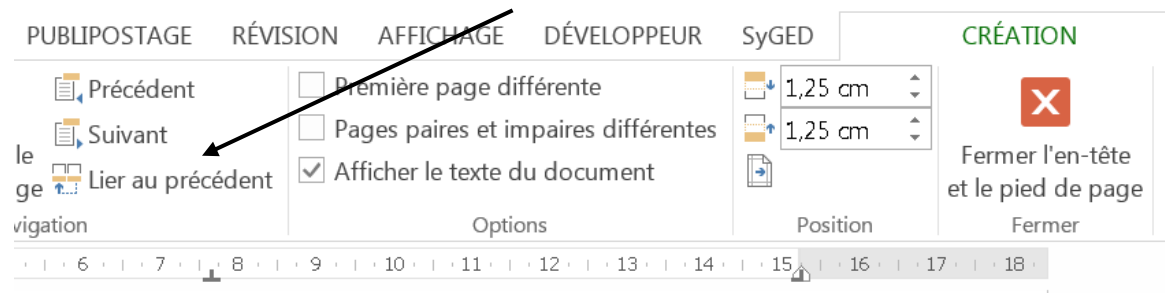 PUBLIPOSTAGE RÉVISION AFFICHAGE DÉVELOPPEUR SyGED CRÉATION
Précédent
Suivant
le
ge
Lier au précédent
vigation
Première page différente
Pages paires et impaires différentes
Afficher le texte du document
Options
1,25 cm
1,25 cm
Position
Fermer l'en-tête
et le pied de page
Fermer
6 7 8 9 10 11 12 13 14 15 16 17 18